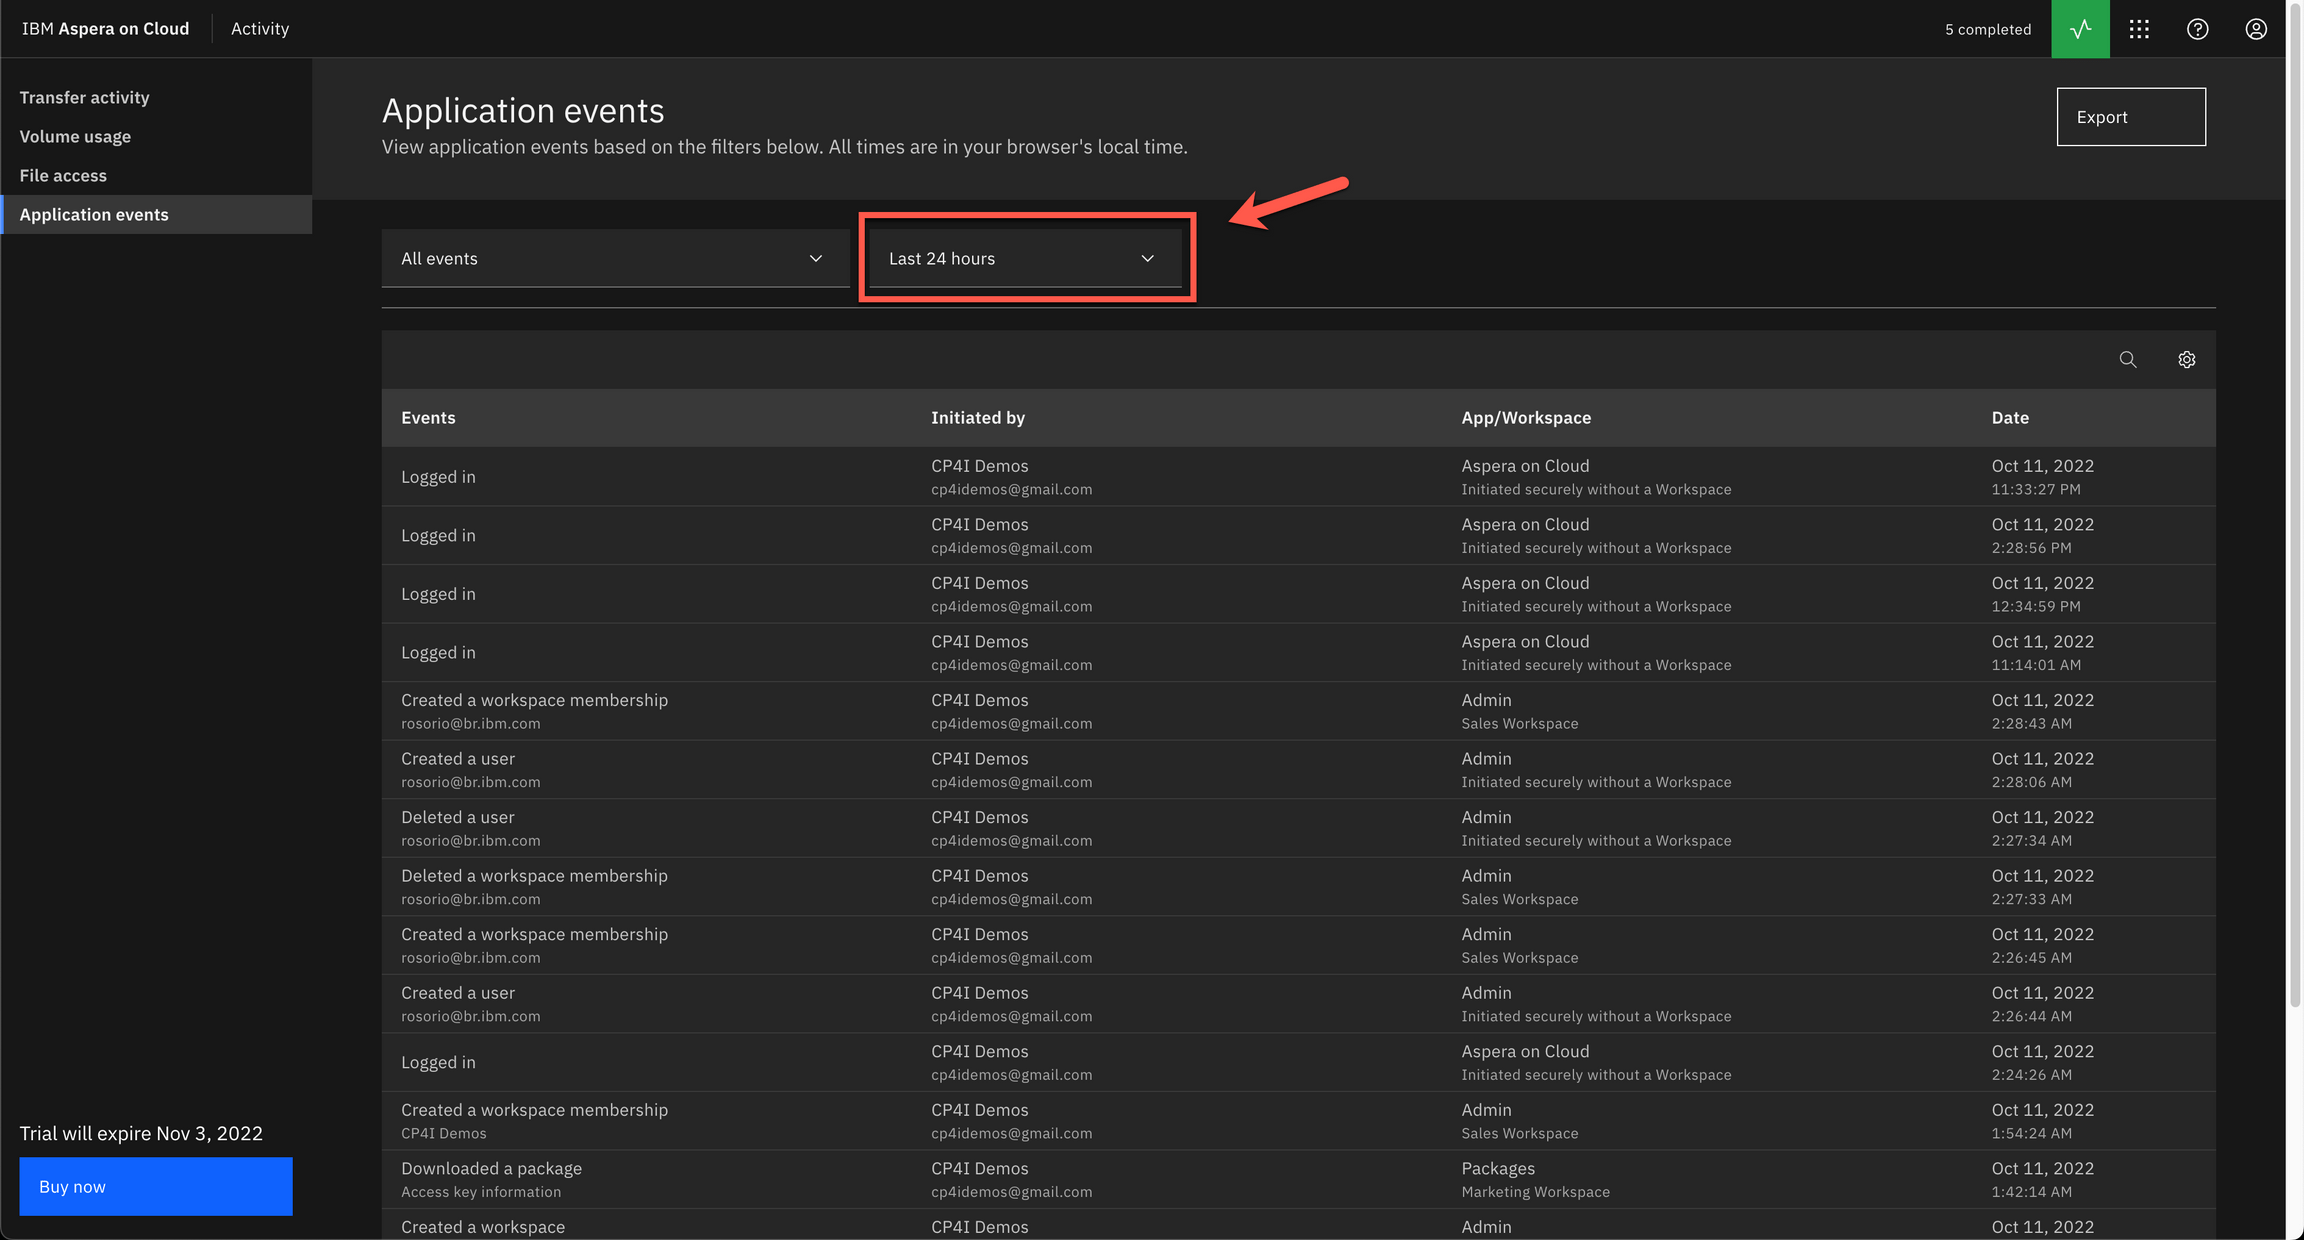 IBM Aspera on Cloud
Activity
5 completed
Transfer activity
Volume usage
File access
Application events
Trial will expire Nov 3, 2022
Buy now
Application events
View application events based on the filters below. All times are in your browser's local time.
Export
All events
Last 24 hours
Events Initiated by App/Workspace Date
Logged in CP4I Demos Aspera on Cloud Oct 11, 2022
cp4idemos@gmail.com Initiated securely without a Workspace 11:33:27 PM
Logged in CP4I Demos Aspera on Cloud Oct 11, 2022
cp4idemos@gmail.com Initiated securely without a Workspace 2:28:56 PM
Logged in CP4I Demos Aspera on Cloud Oct 11, 2022
cp4idemos@gmail.com Initiated securely without a Workspace 12:34:59 PM
Logged in CP4I Demos Aspera on Cloud Oct 11, 2022
cp4idemos@gmail.com Initiated securely without a Workspace 11:14:01 AM
Created a workspace membership CP4I Demos Admin Oct 11, 2022
rosorio@br.ibm.com cp4idemos@gmail.com Sales Workspace 2:28:43 AM
Created a user CP4I Demos Admin Oct 11, 2022
rosorio@br.ibm.com cp4idemos@gmail.com Initiated securely without a Workspace 2:28:06 AM
Deleted a user CP4I Demos Admin Oct 11, 2022
rosorio@br.ibm.com cp4idemos@gmail.com Initiated securely without a Workspace 2:27:34 AM
Deleted a workspace membership CP4I Demos Admin Oct 11, 2022
rosorio@br.ibm.com cp4idemos@gmail.com Sales Workspace 2:27:33 AM
Created a workspace membership CP4I Demos Admin Oct 11, 2022
rosorio@br.ibm.com cp4idemos@gmail.com Sales Workspace 2:26:45 AM
Created a user CP4I Demos Admin Oct 11, 2022
rosorio@br.ibm.com cp4idemos@gmail.com Initiated securely without a Workspace 2:26:44 AM
Logged in CP4I Demos Aspera on Cloud Oct 11, 2022
cp4idemos@gmail.com Initiated securely without a Workspace 2:24:26 AM
Created a workspace membership CP4I Demos Admin Oct 11, 2022
CP4I Demos cp4idemos@gmail.com Sales Workspace 1:54:24 AM
Downloaded a package CP4I Demos Packages Oct 11, 2022
Access key information cp4idemos@gmail.com Marketing Workspace 1:42:14 AM
Created a workspace CP4I Demos Admin Oct 11, 2022